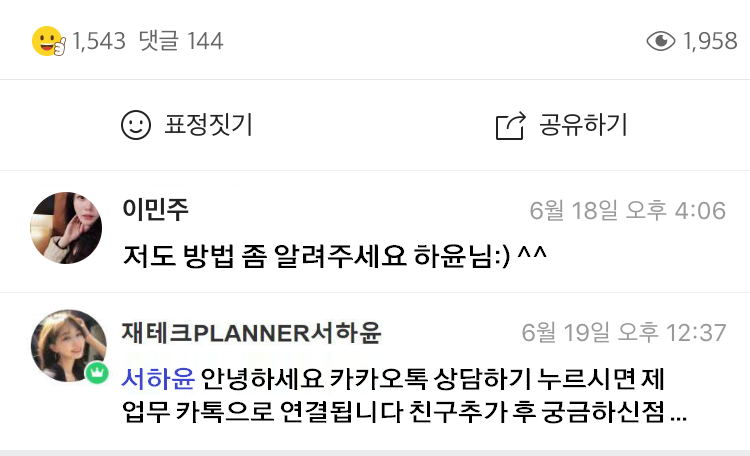 1,543 댓글 144
1,958
표정짓기
공유하기
이민주
6월 18일 오후 4:06
저도 방법 좀 알려주세요 하윤님:) ^^
재테크PLANNER서하윤
6월 19일 오후 12:37
서하윤 안녕하세요 카카오톡 상담하기 누르시면 제
업무 카톡으로 연결됩니다 친구추가 후 궁금하신점 ...